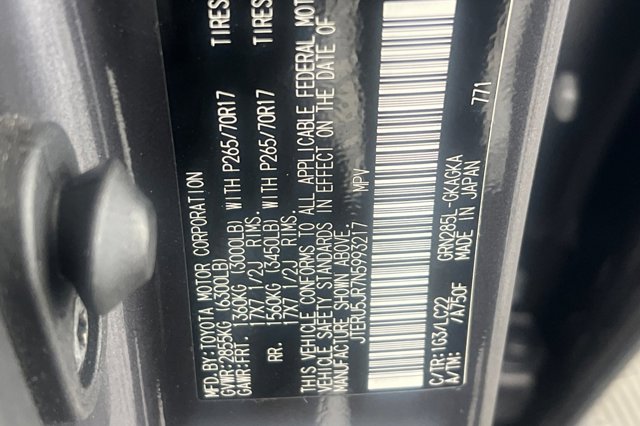 MFD.BY:TOYOTA MOTOR CORPORATION
GVWR:2855KG (6300LB)
GAWR:FRT. 1360KG (3000LB) WITH P265/70R17 TIRES
17X7 1/2J RIMS.
RR. 1560KG (3450LB) WITH P265/70R17 TIRES
17X7 1/2J RIMS.
THIS VEHICLE CONFORMS TO ALL APPLICABLE FEDERAL MOT
VEHICLE SAFETY STANDARDS IN EFFECT ON THE DATE OF
MANUFACTURE SHOWN ABOVE.
JTERU5JR7N5993217 MPV
C/TR:1G3/LC22 GRN285L-GKAGKA 771
A/TM: /A750F MADE IN JAPAN